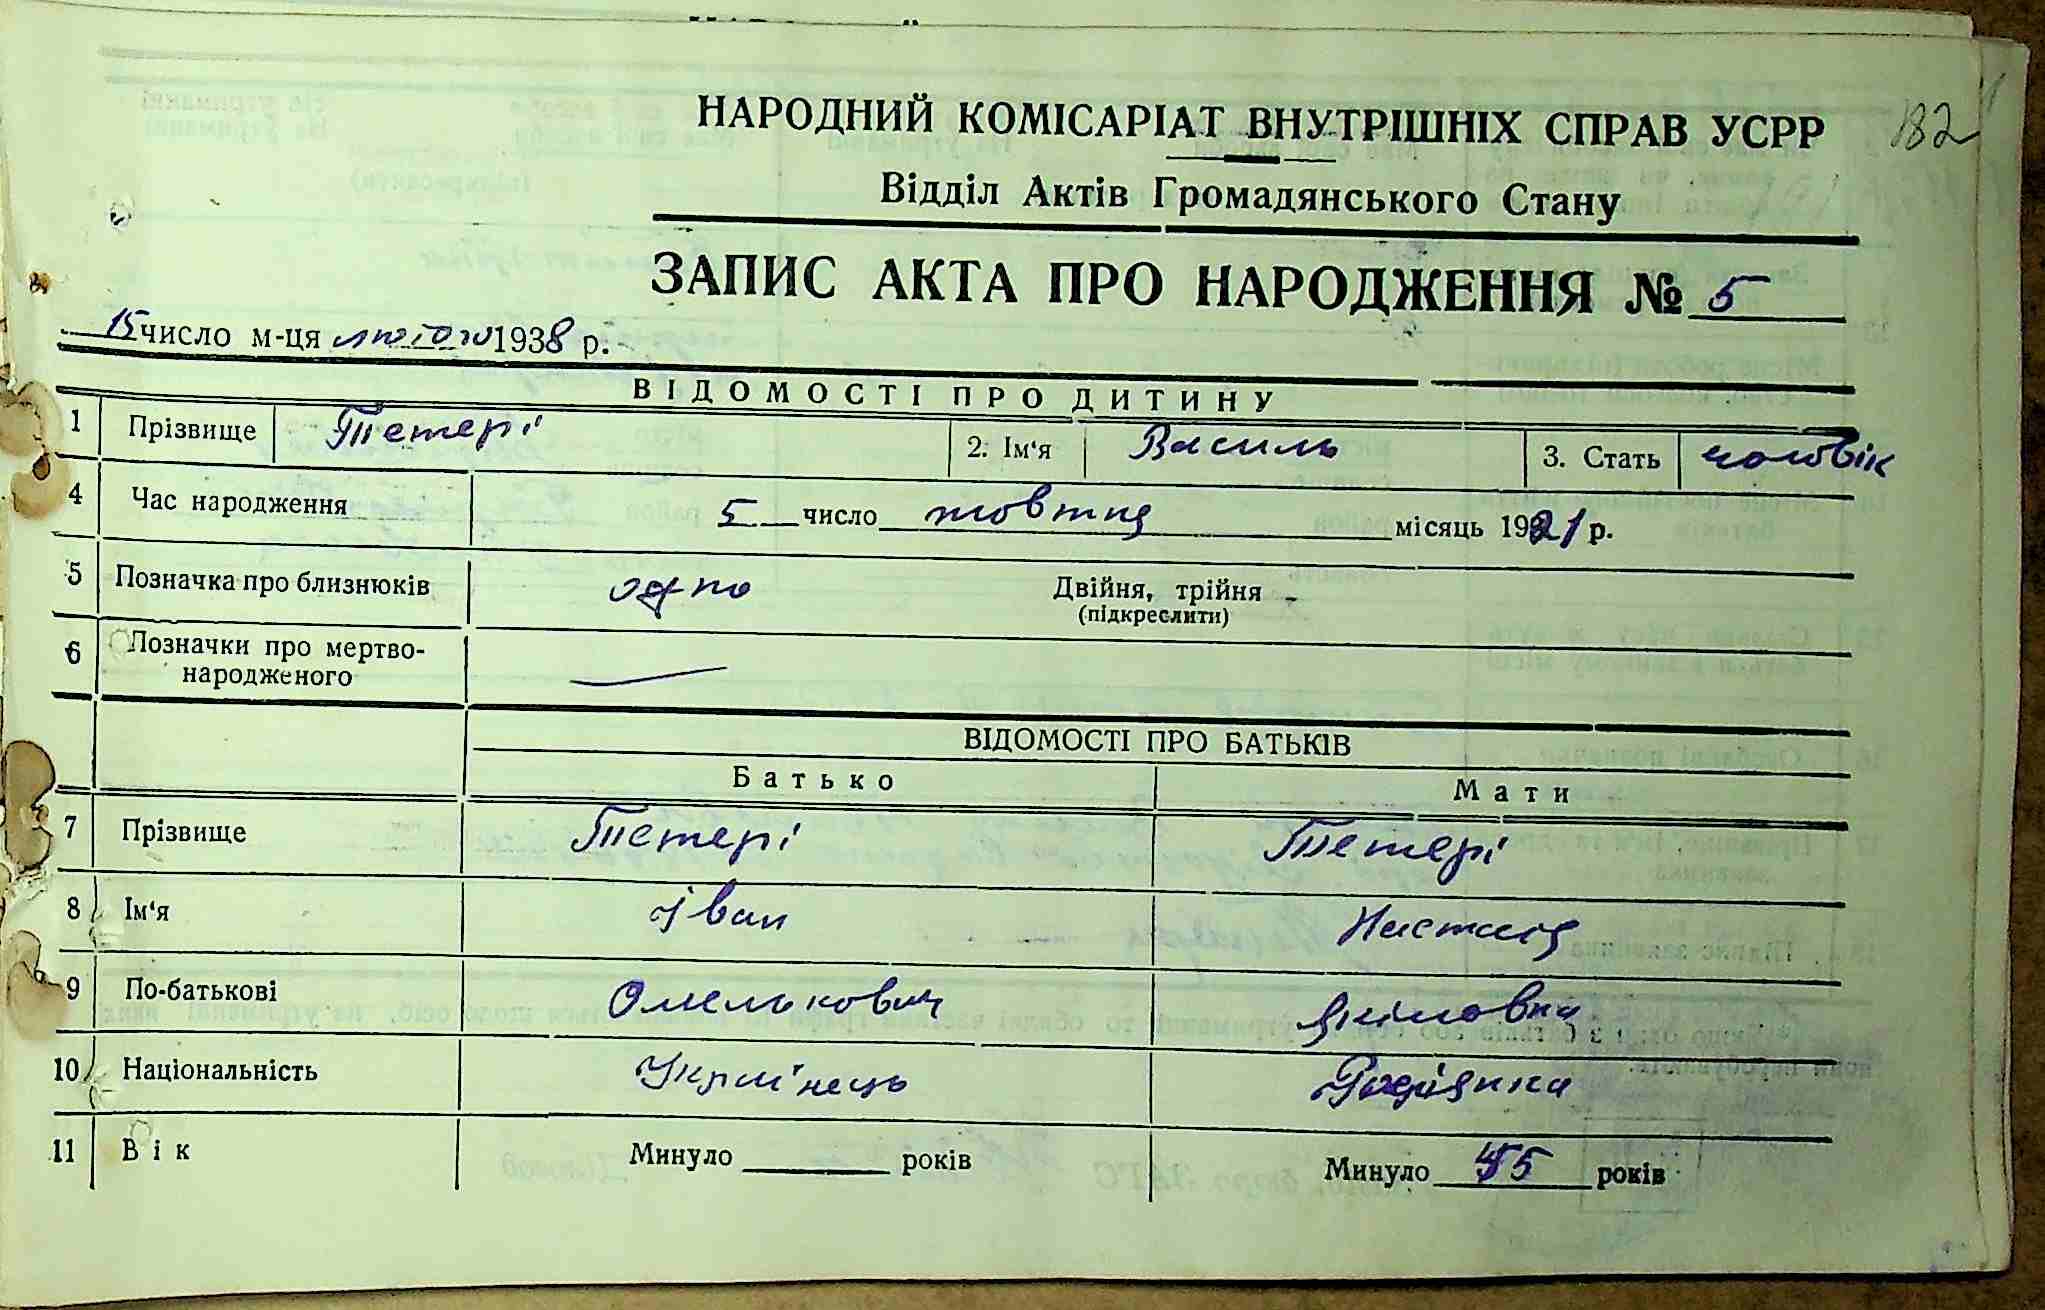 182
НАРОДНИЙ КОМІСАРІАТ ВНУТРІШНІХ СПРАВ УСРР
Відділ Актів Громадянського Стану
ЗАПИС АКТА ПРО НАРОДЖЕННЯ № 5
15 число м-ця лютого 1938 р.
ВІДОМОСТІ ПРО ДИТИНУ
1 Прізвище Тетері 2. Ім'я Василь 3. Стать чоловік
4 Час народження 5 число жовтня місяць 1921 р.
5 Позначка про близнюків одно Двійня, трійня
(підкреслити)
6 Позначки про мертво-
народженого
ВІДОМОСТІ ПРО БАТЬКІВ
Батько Мати
7 Прізвище Тетері Тетері
8 Ім'я Іван Настася
9 По-батькові Омелькович Якімовна
10 Національність Украінець
11 Вік Минуло років Минуло 45 років